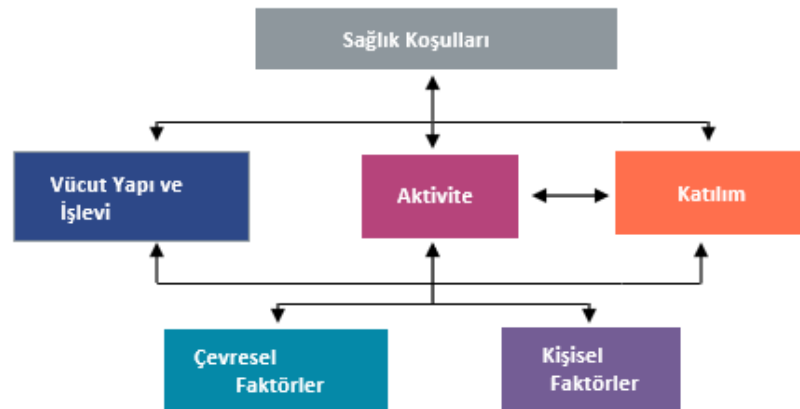 Sağlık Koşulları
Vücut Yapı ve
İşlevi
Aktivite
Katılım
Çevresel
Faktörler
Kişisel
Faktörler